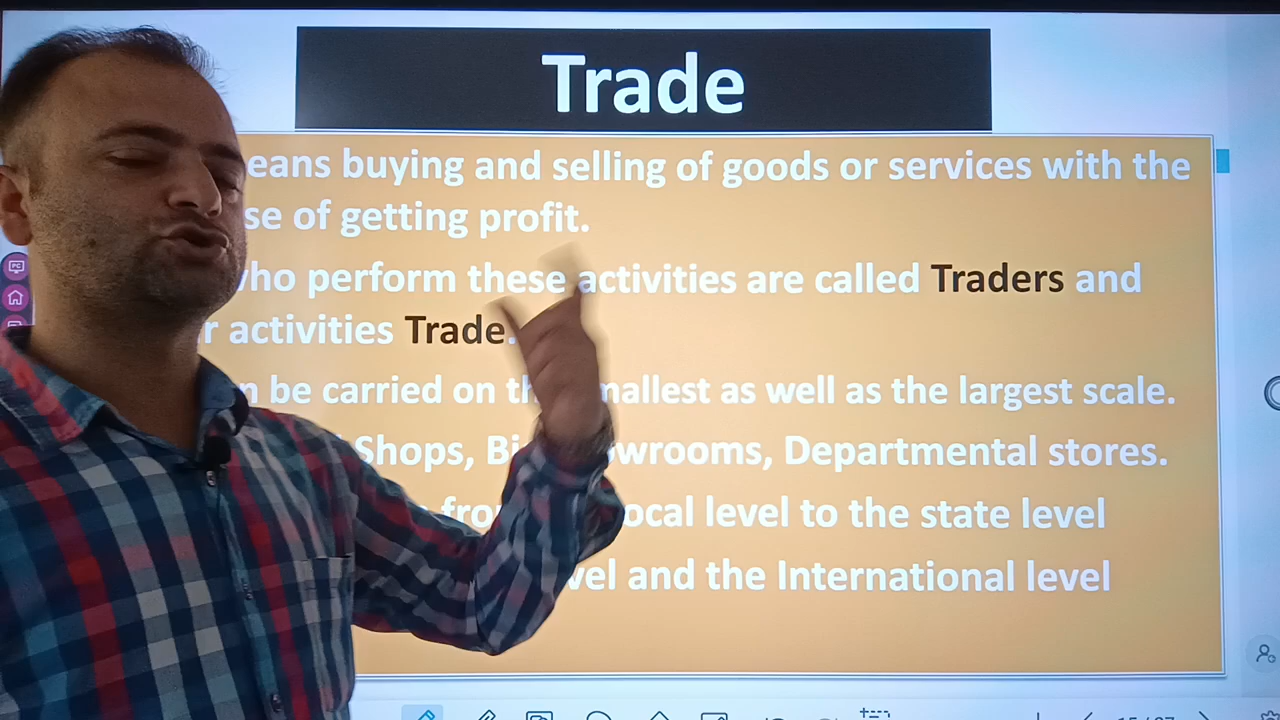 Trade
eans buying and selling of goods or services with the
se of getting profit.
who perform these activities are called Traders and
r activities Trade.
n be carried on th mallest as well as the largest scale.
Shops, Bi owrooms, Departmental stores.
fro ocal level to the state level
vel and the International level